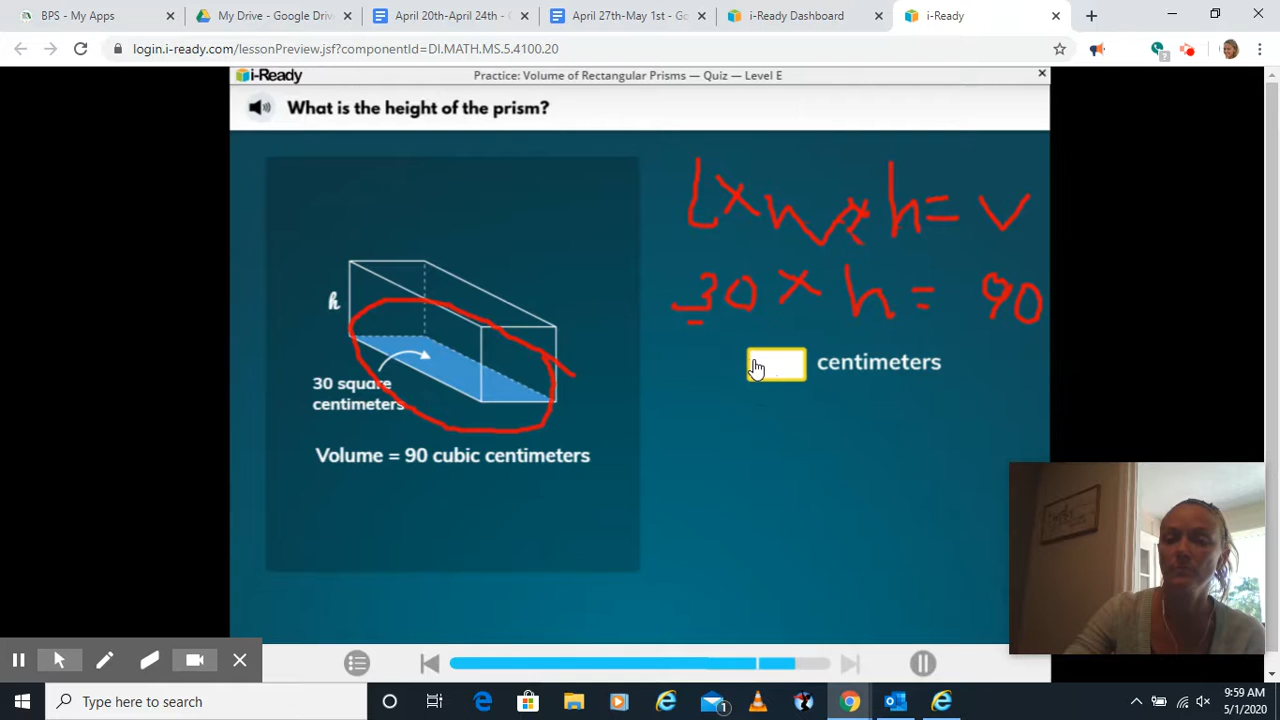 BPS - My Apps
My Drive - Google Dri
April 20th-April 24th - G
April 27th-May 1st - Go
i-Ready Dashboard
i-Ready
login.i-ready.com/lessonPreview.jsf?componentId=DI.MATH.MS.5.4100.20
i-Ready
Practice: Volume of Rectangular Prisms — Quiz — Level E
What is the height of the prism?
L x w x h = v
30 x h = 90
h
centimeters
30 square
centimeters
Volume = 90 cubic centimeters
Type here to search
1
9:59 AM
5/1/2020